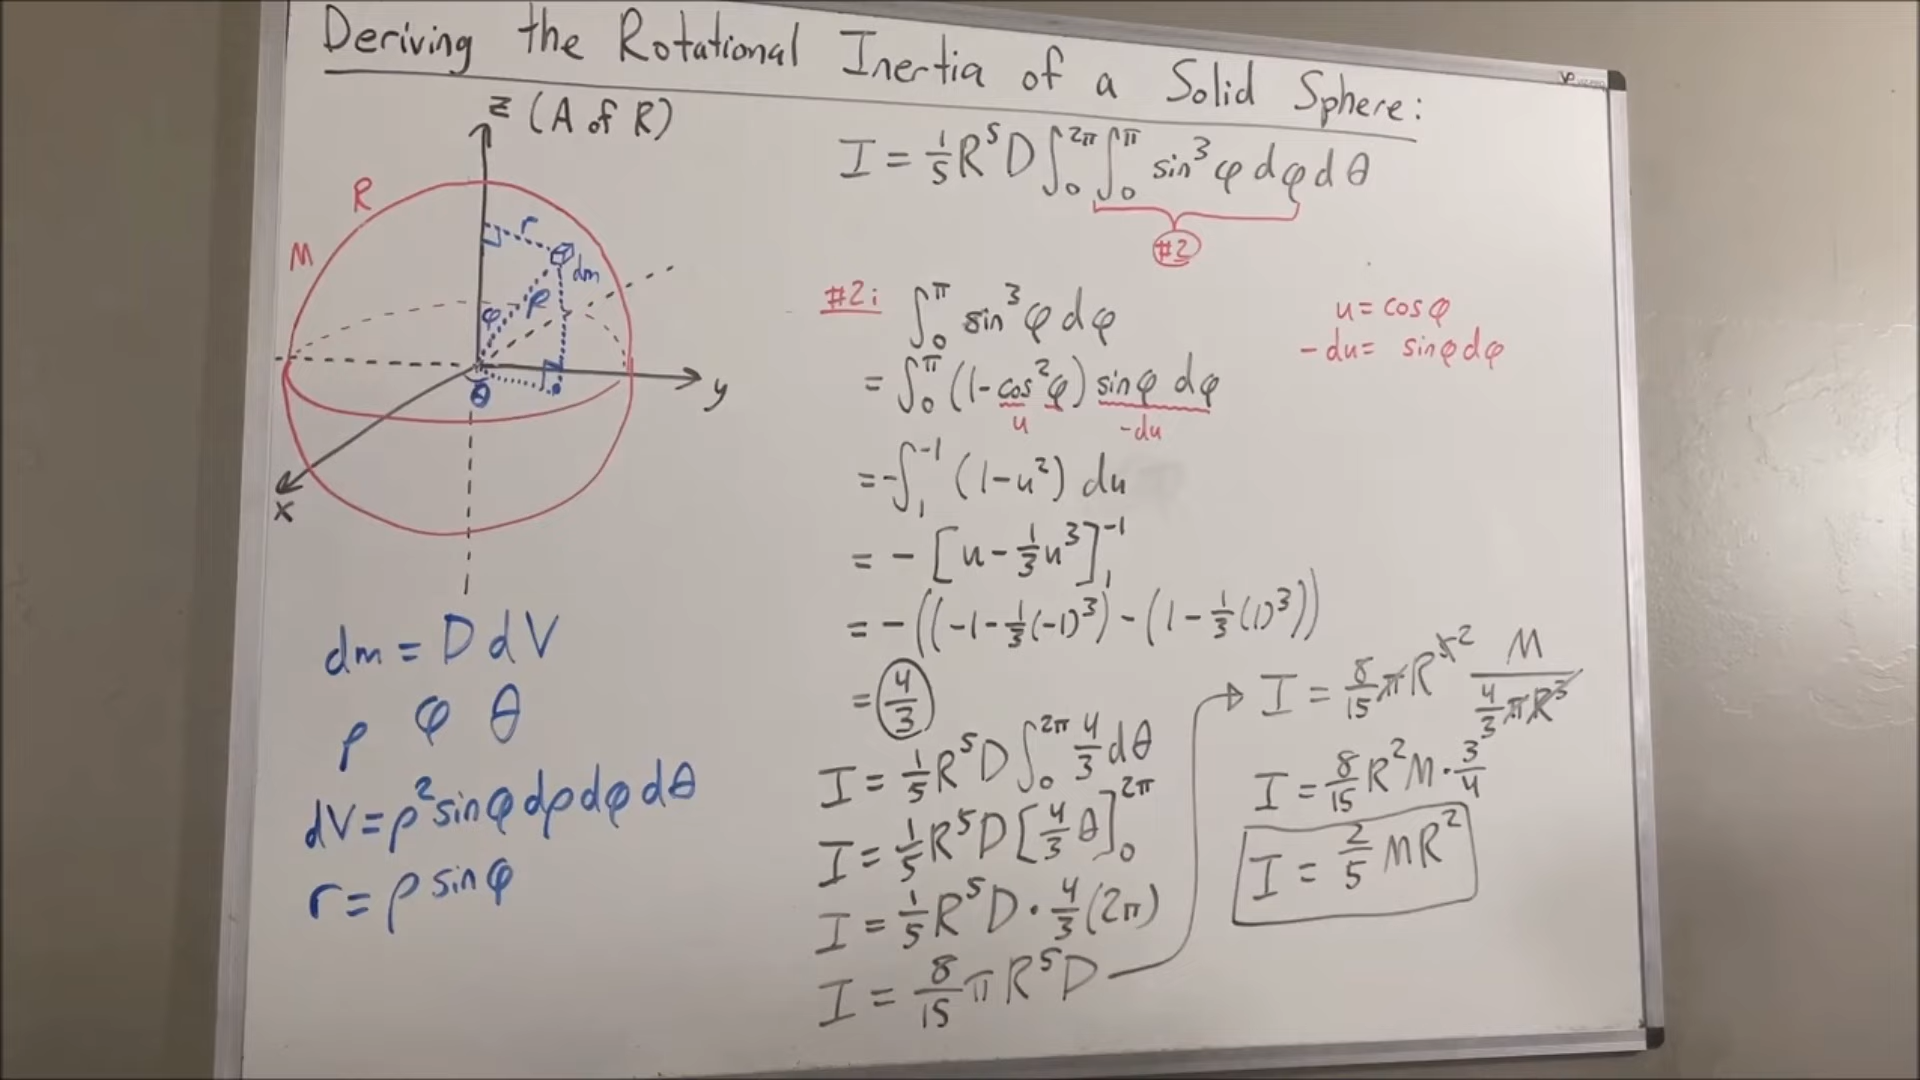 Deriving the Rotational Inertia of a Solid Sphere:
z (A of R)
R
M
r
dm
φ
ρ
θ
y
x
dm = D dV
ρ φ θ
dV = ρ² sinφ dρ dφ dθ
r = ρ sinφ
I = 1/5 R⁵ D ∫₀^2π ∫₀^π sin³φ dφ dθ
#2
#2: ∫₀^π sin³φ dφ
u = cosφ
-du = sinφ dφ
= ∫₀^π (1-cos²φ) sinφ dφ
u -du
= -∫₁^-1 (1-u²) du
= -[u - 1/3 u³]₁^-1
= -((-1 - 1/3(-1)³) - (1 - 1/3(1)³))
= 4/3
I = 1/5 R⁵ D ∫₀^2π 4/3 dθ
I = 1/5 R⁵ D [4/3 θ]₀^2π
I = 1/5 R⁵ D · 4/3 (2π)
I = 8/15 π R⁵ D
I = 8/15 π R⁵ ² M / (4/3 π R³)
I = 8/15 R² M · 3/4
I = 2/5 MR²